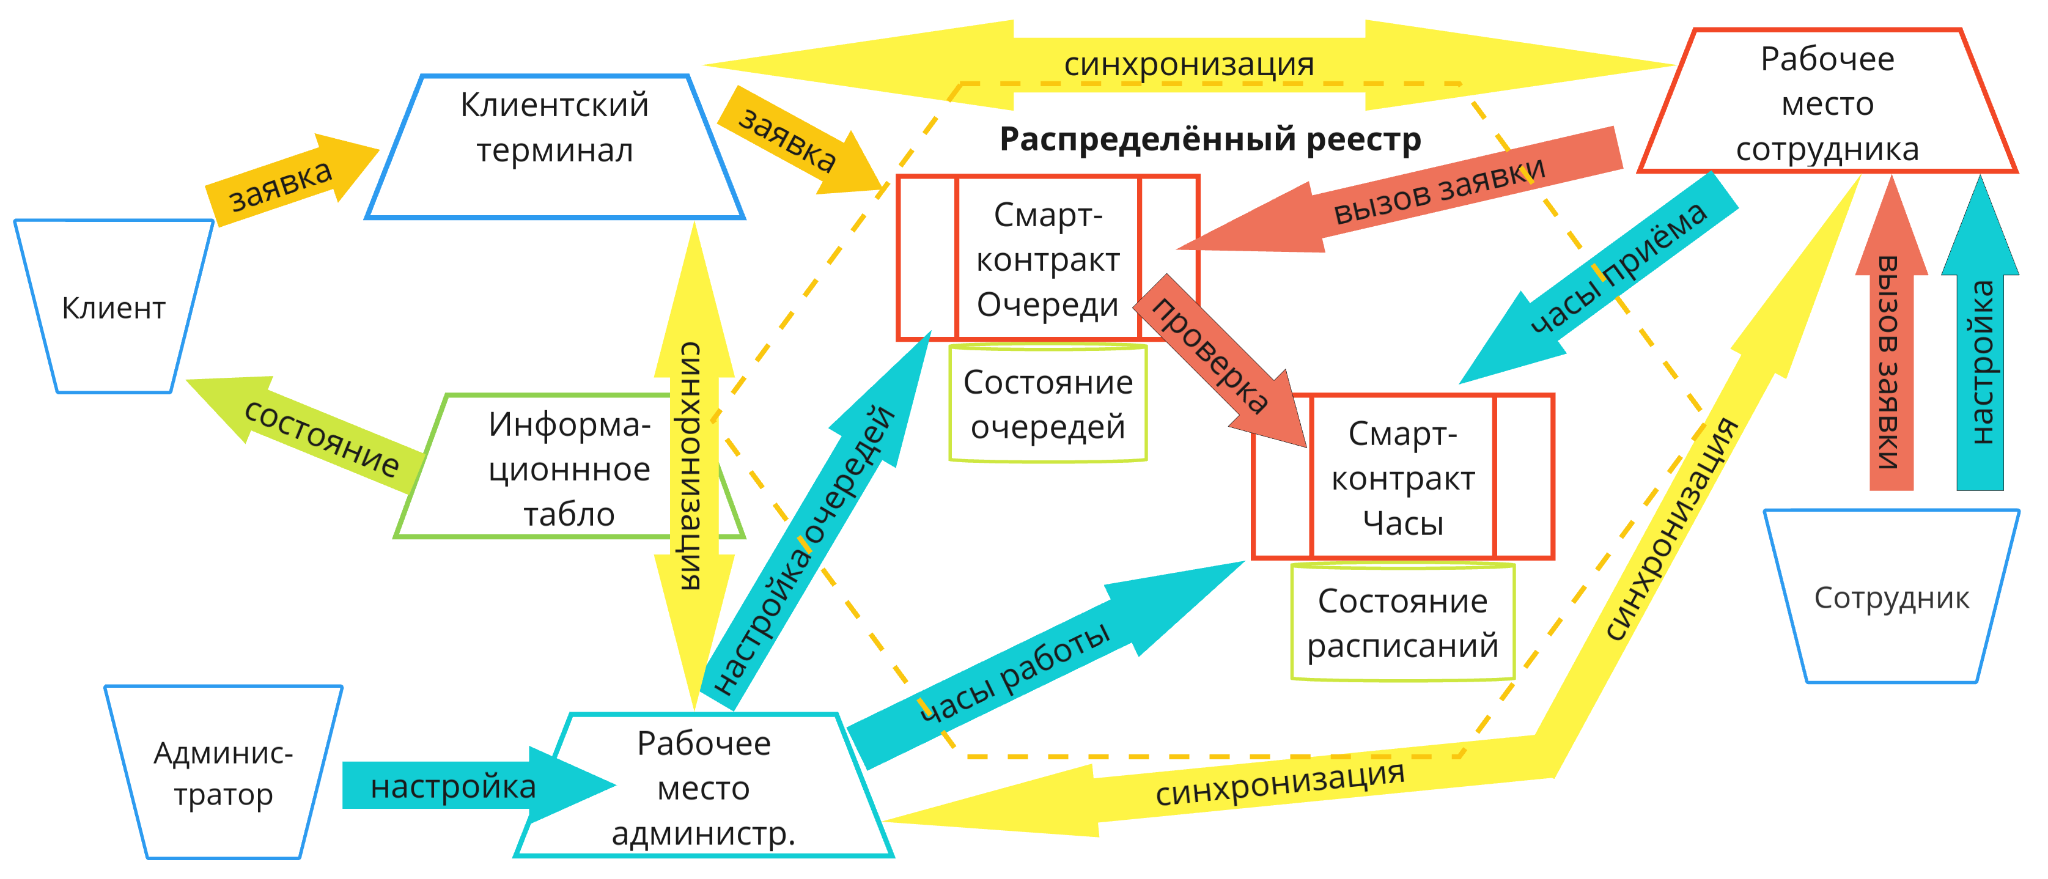 синхронизация
Рабочее
место
сотрудника
Клиентский
терминал
заявка
заявка
Распределённый реестр
вызов заявки
Смарт-
контракт
Очереди
часы приёма
Клиент
проверка
вызов заявки
настройка
синхронизация
Состояние
очередей
состояние
Информа-
ционнное
табло
настройка очередей
Смарт-
контракт
Часы
синхронизация
Состояние
расписаний
Сотрудник
часы работы
Админис-
тратор
настройка
Рабочее
место
администр.
синхронизация